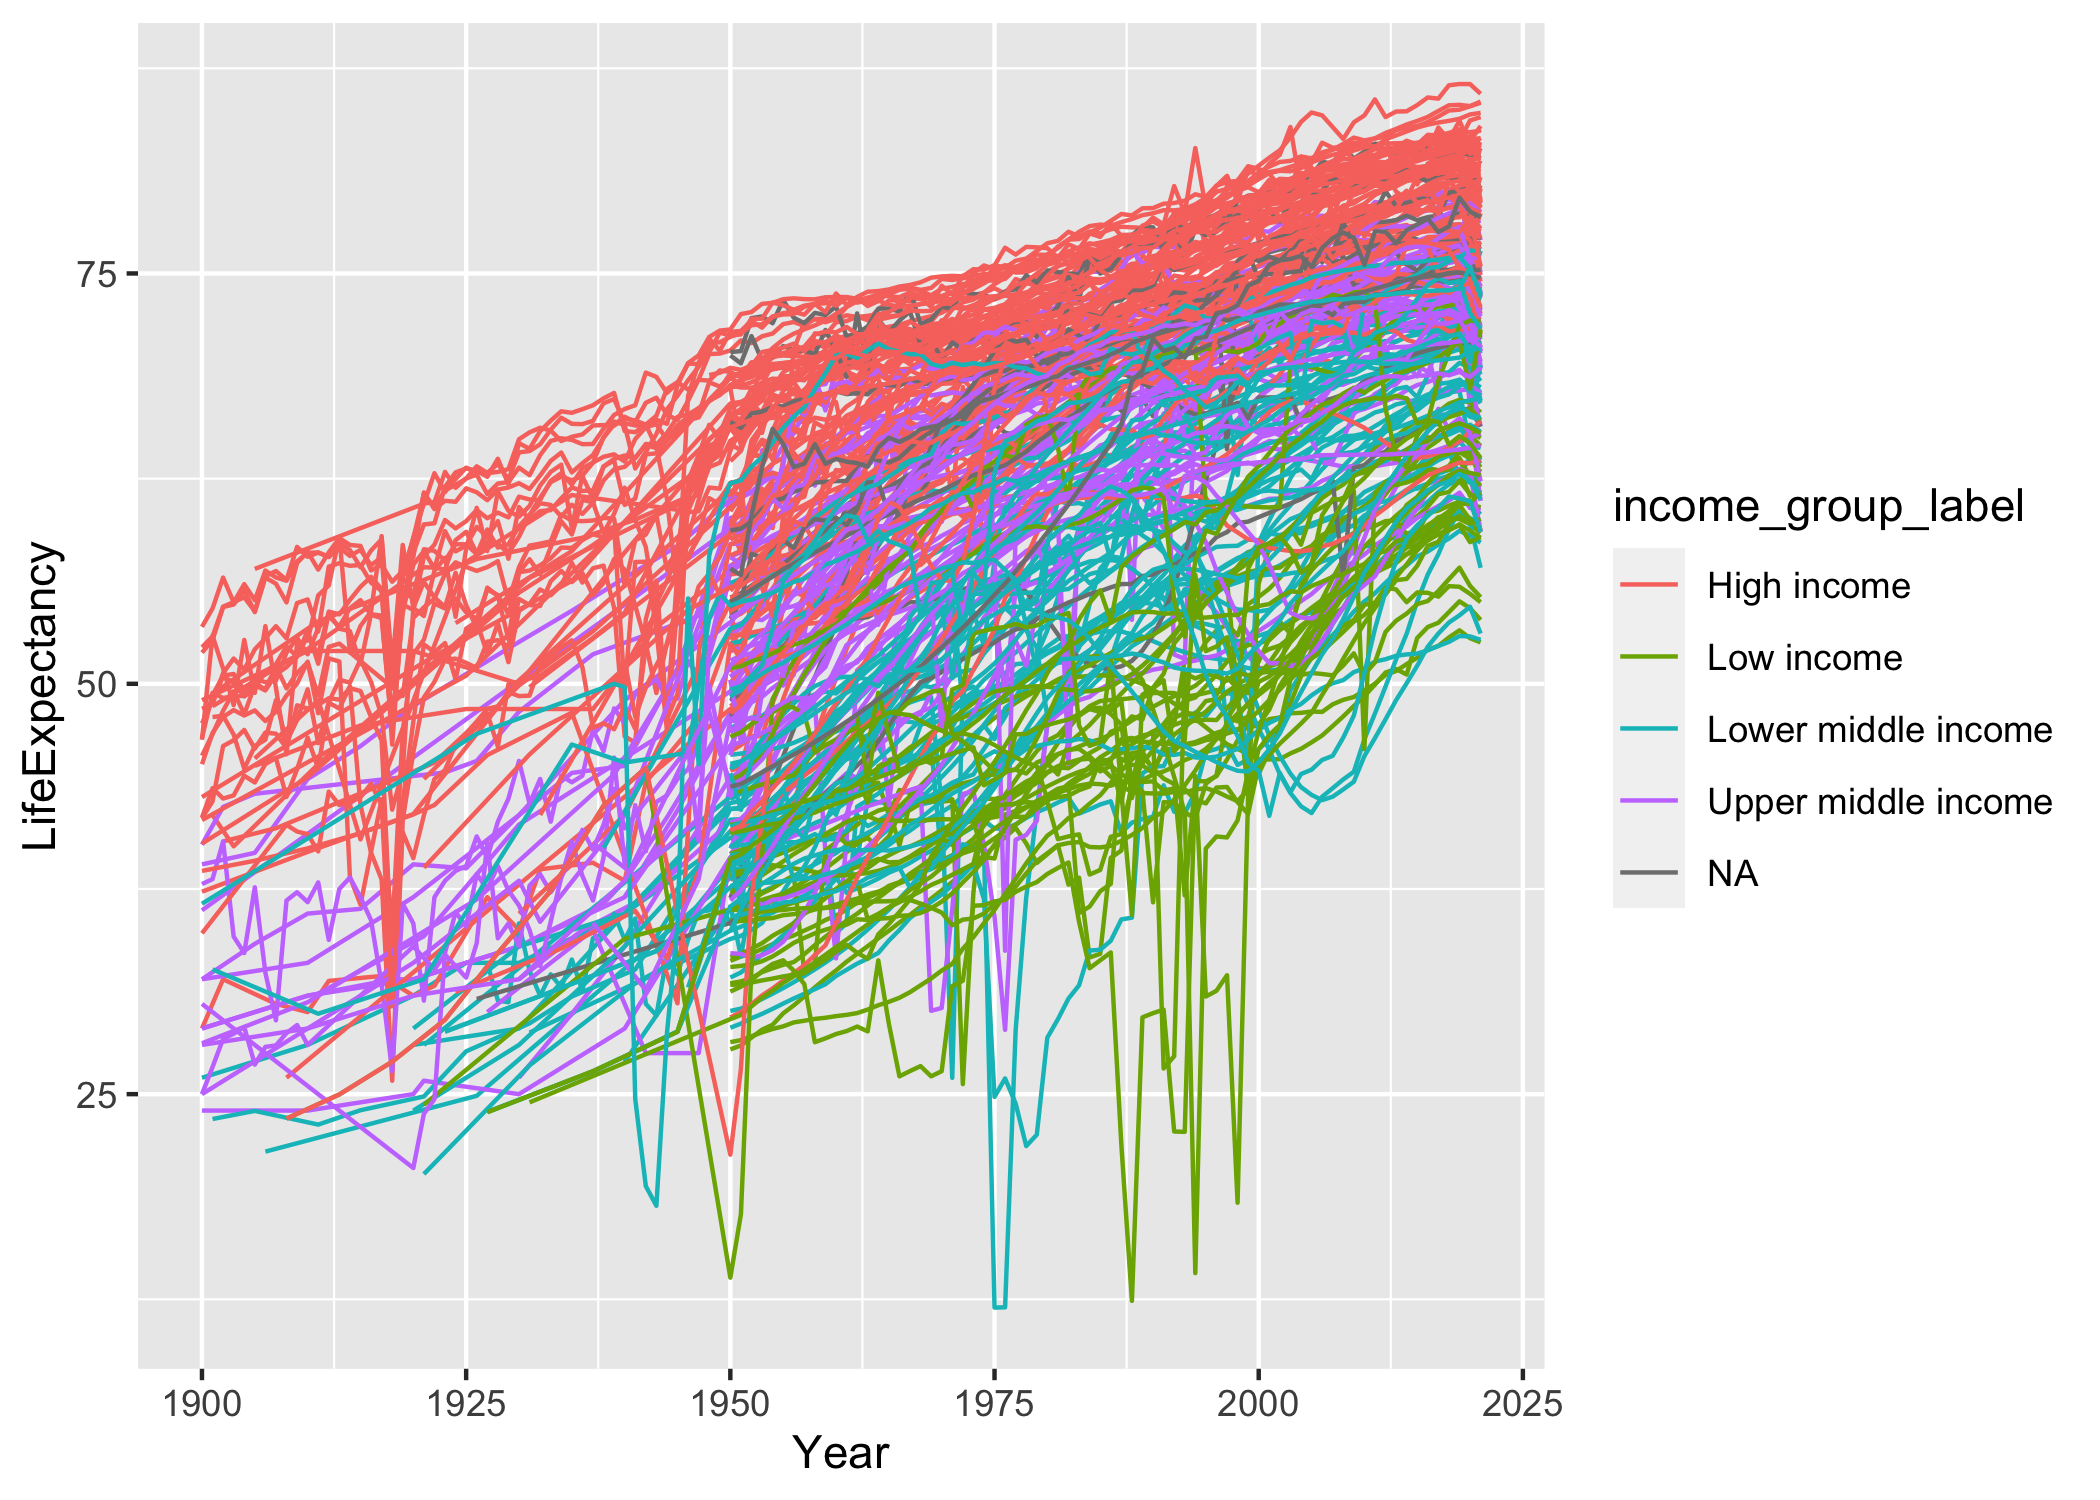 LifeExpectancy
75
50
25
1900 1925 1950 1975 2000 2025
Year
income_group_label
High income
Low income
Lower middle income
Upper middle income
NA